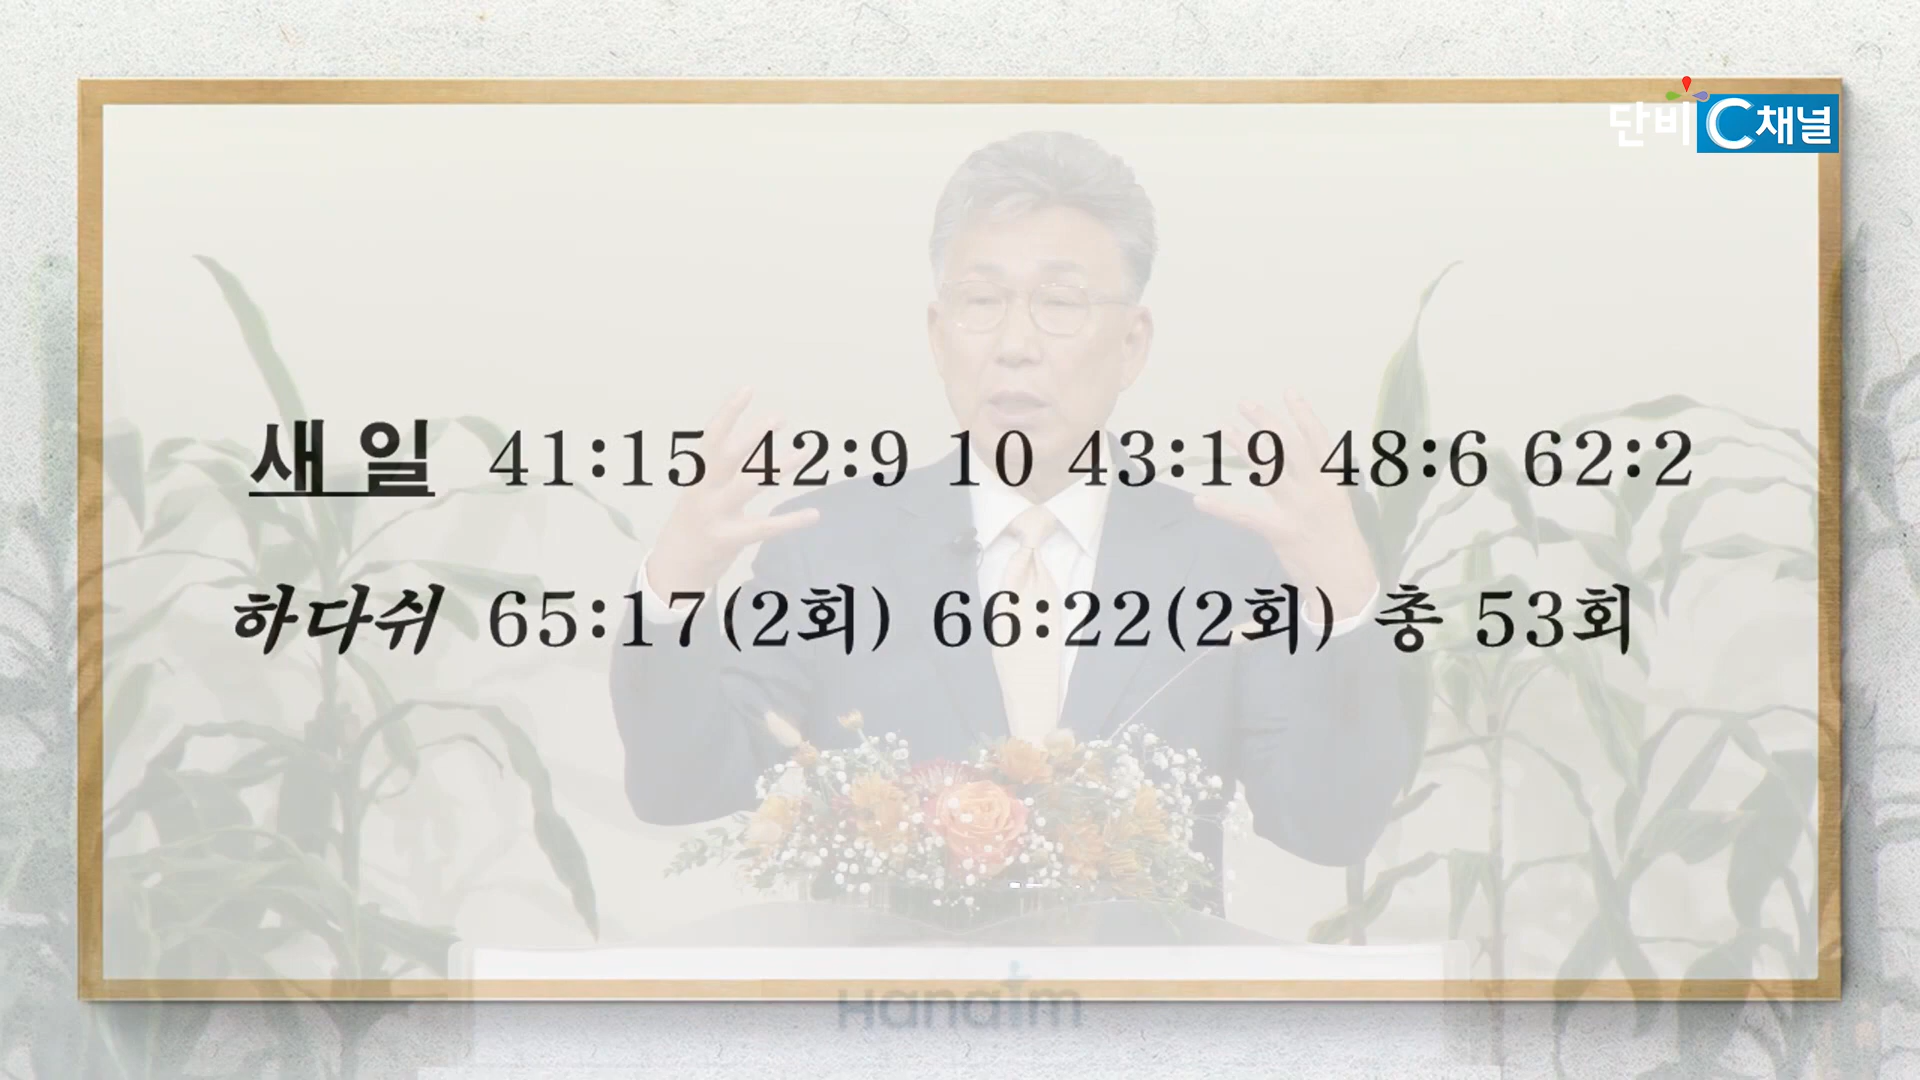 단비 C채널
새 일 41:15 42:9 10 43:19 48:6 62:2
하다쉬 65:17(2회) 66:22(2회) 총 53회
Hanaim